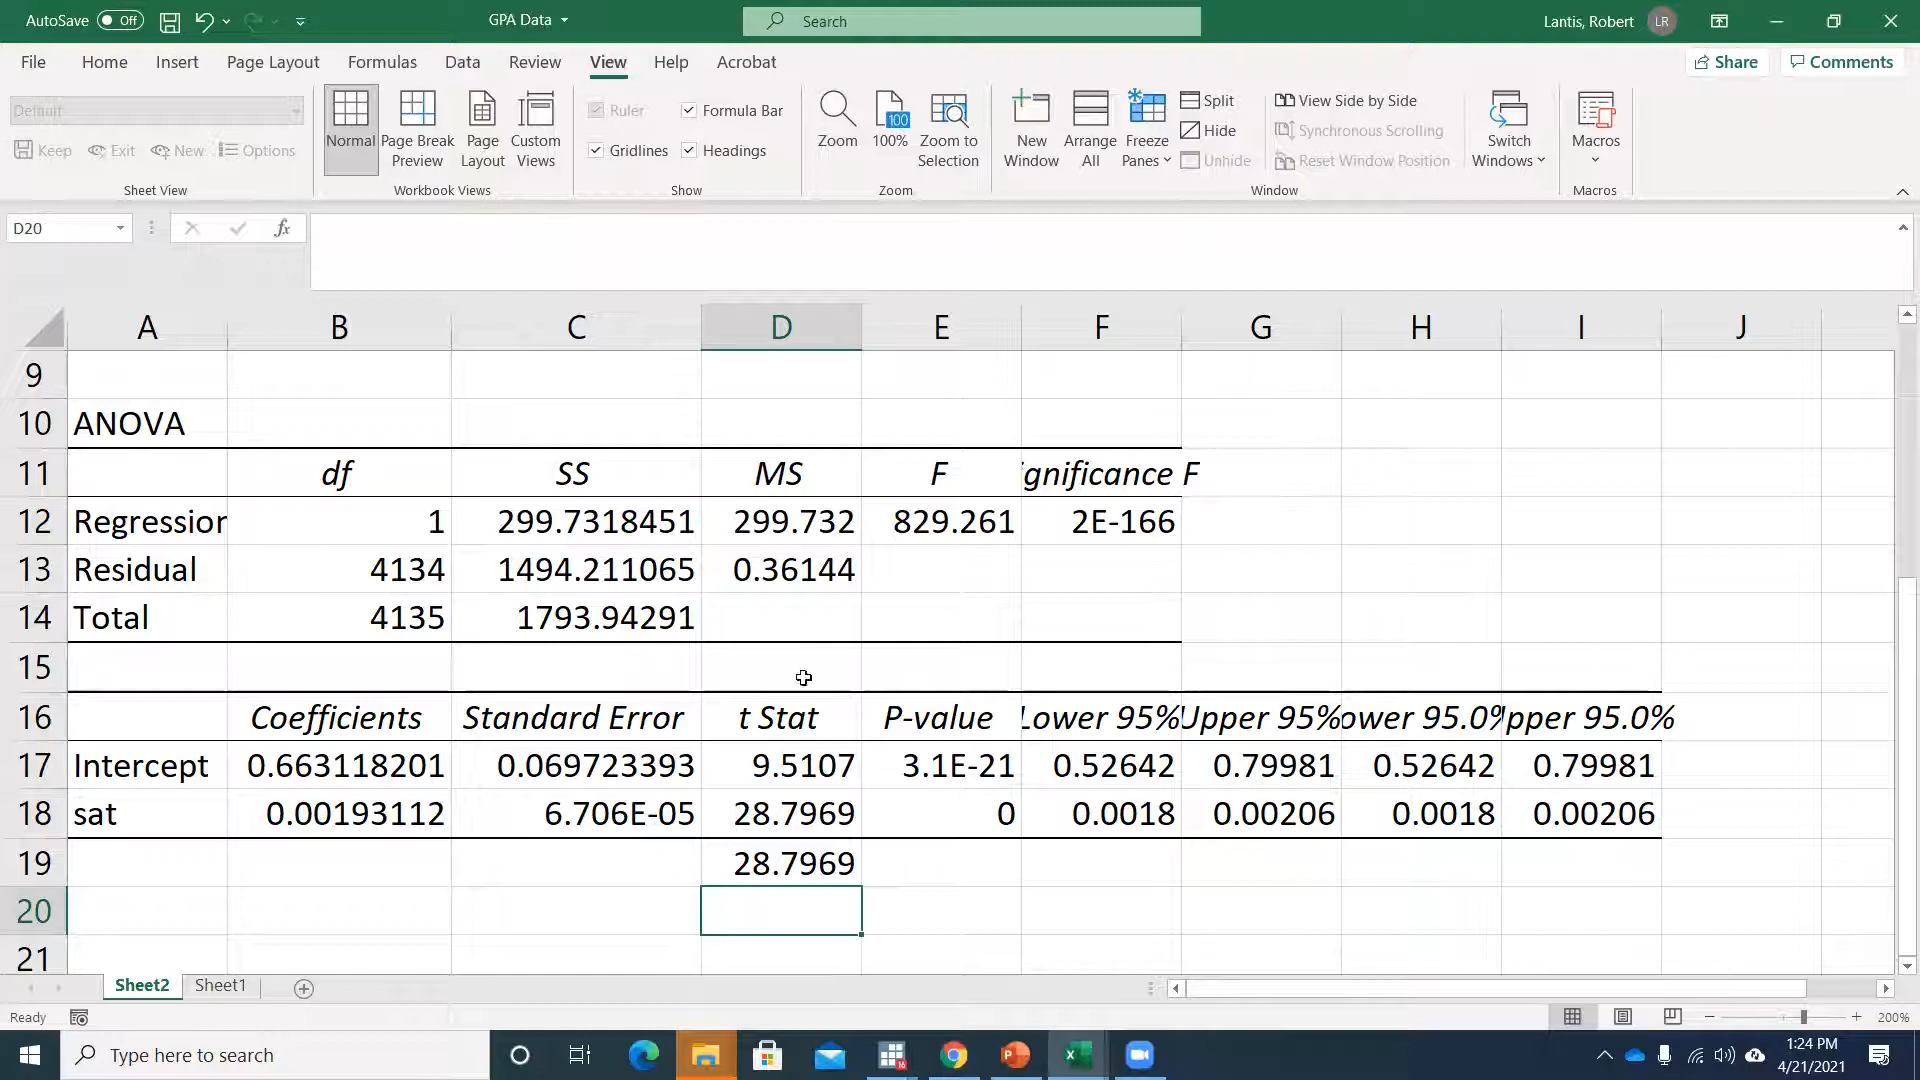 AutoSave Off GPA Data Search Lantis, Robert LR
File Home Insert Page Layout Formulas Data Review View Help Acrobat Share Comments
Default
Keep Exit New Options
Sheet View
Normal
Page Break Preview
Page Layout
Custom Views
Workbook Views
Ruler Formula Bar
Gridlines Headings
Show
Zoom
100
100%
Zoom to Selection
Zoom
New Window
Arrange All
Freeze Panes
Split
Hide
Unhide
View Side by Side
Synchronous Scrolling
Reset Window Position
Switch Windows
Window
Macros
Macros
D20 fx
A B C D E F G H I J
9
10 ANOVA
11 df SS MS F gnificance F
12 Regression 1 299.7318451 299.732 829.261 2E-166
13 Residual 4134 1494.211065 0.36144
14 Total 4135 1793.94291
15
16 Coefficients Standard Error t Stat P-value Lower 95% Upper 95% ower 95.0% pper 95.0%
17 Intercept 0.663118201 0.069723393 9.5107 3.1E-21 0.52642 0.79981 0.52642 0.79981
18 sat 0.00193112 6.706E-05 28.7969 0 0.0018 0.00206 0.0018 0.00206
19 28.7969
20
21
Sheet2 Sheet1
Ready 200%
Type here to search 16 1:24 PM
4/21/2021